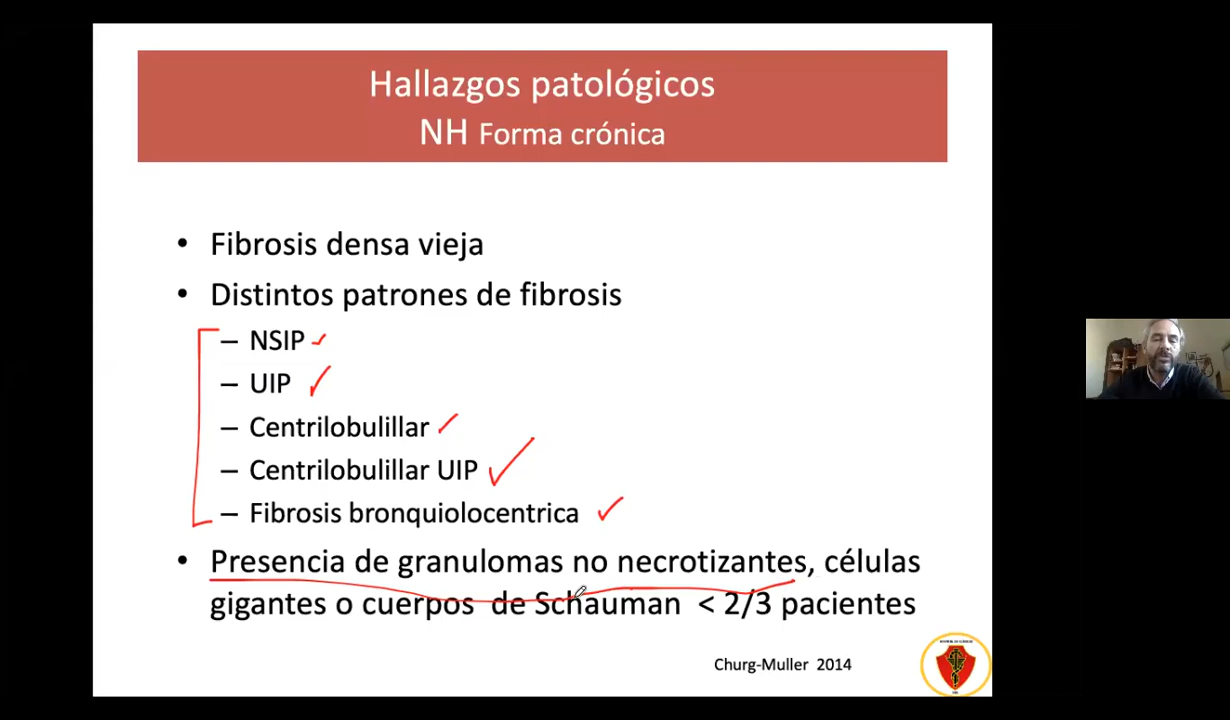 Hallazgos patológicos
NH Forma crónica
• Fibrosis densa vieja
• Distintos patrones de fibrosis
– NSIP
– UIP
– Centrilobulillar
– Centrilobulillar UIP
– Fibrosis bronquiolocentrica
• Presencia de granulomas no necrotizantes, células
gigantes o cuerpos de Schauman < 2/3 pacientes
Churg-Muller 2014